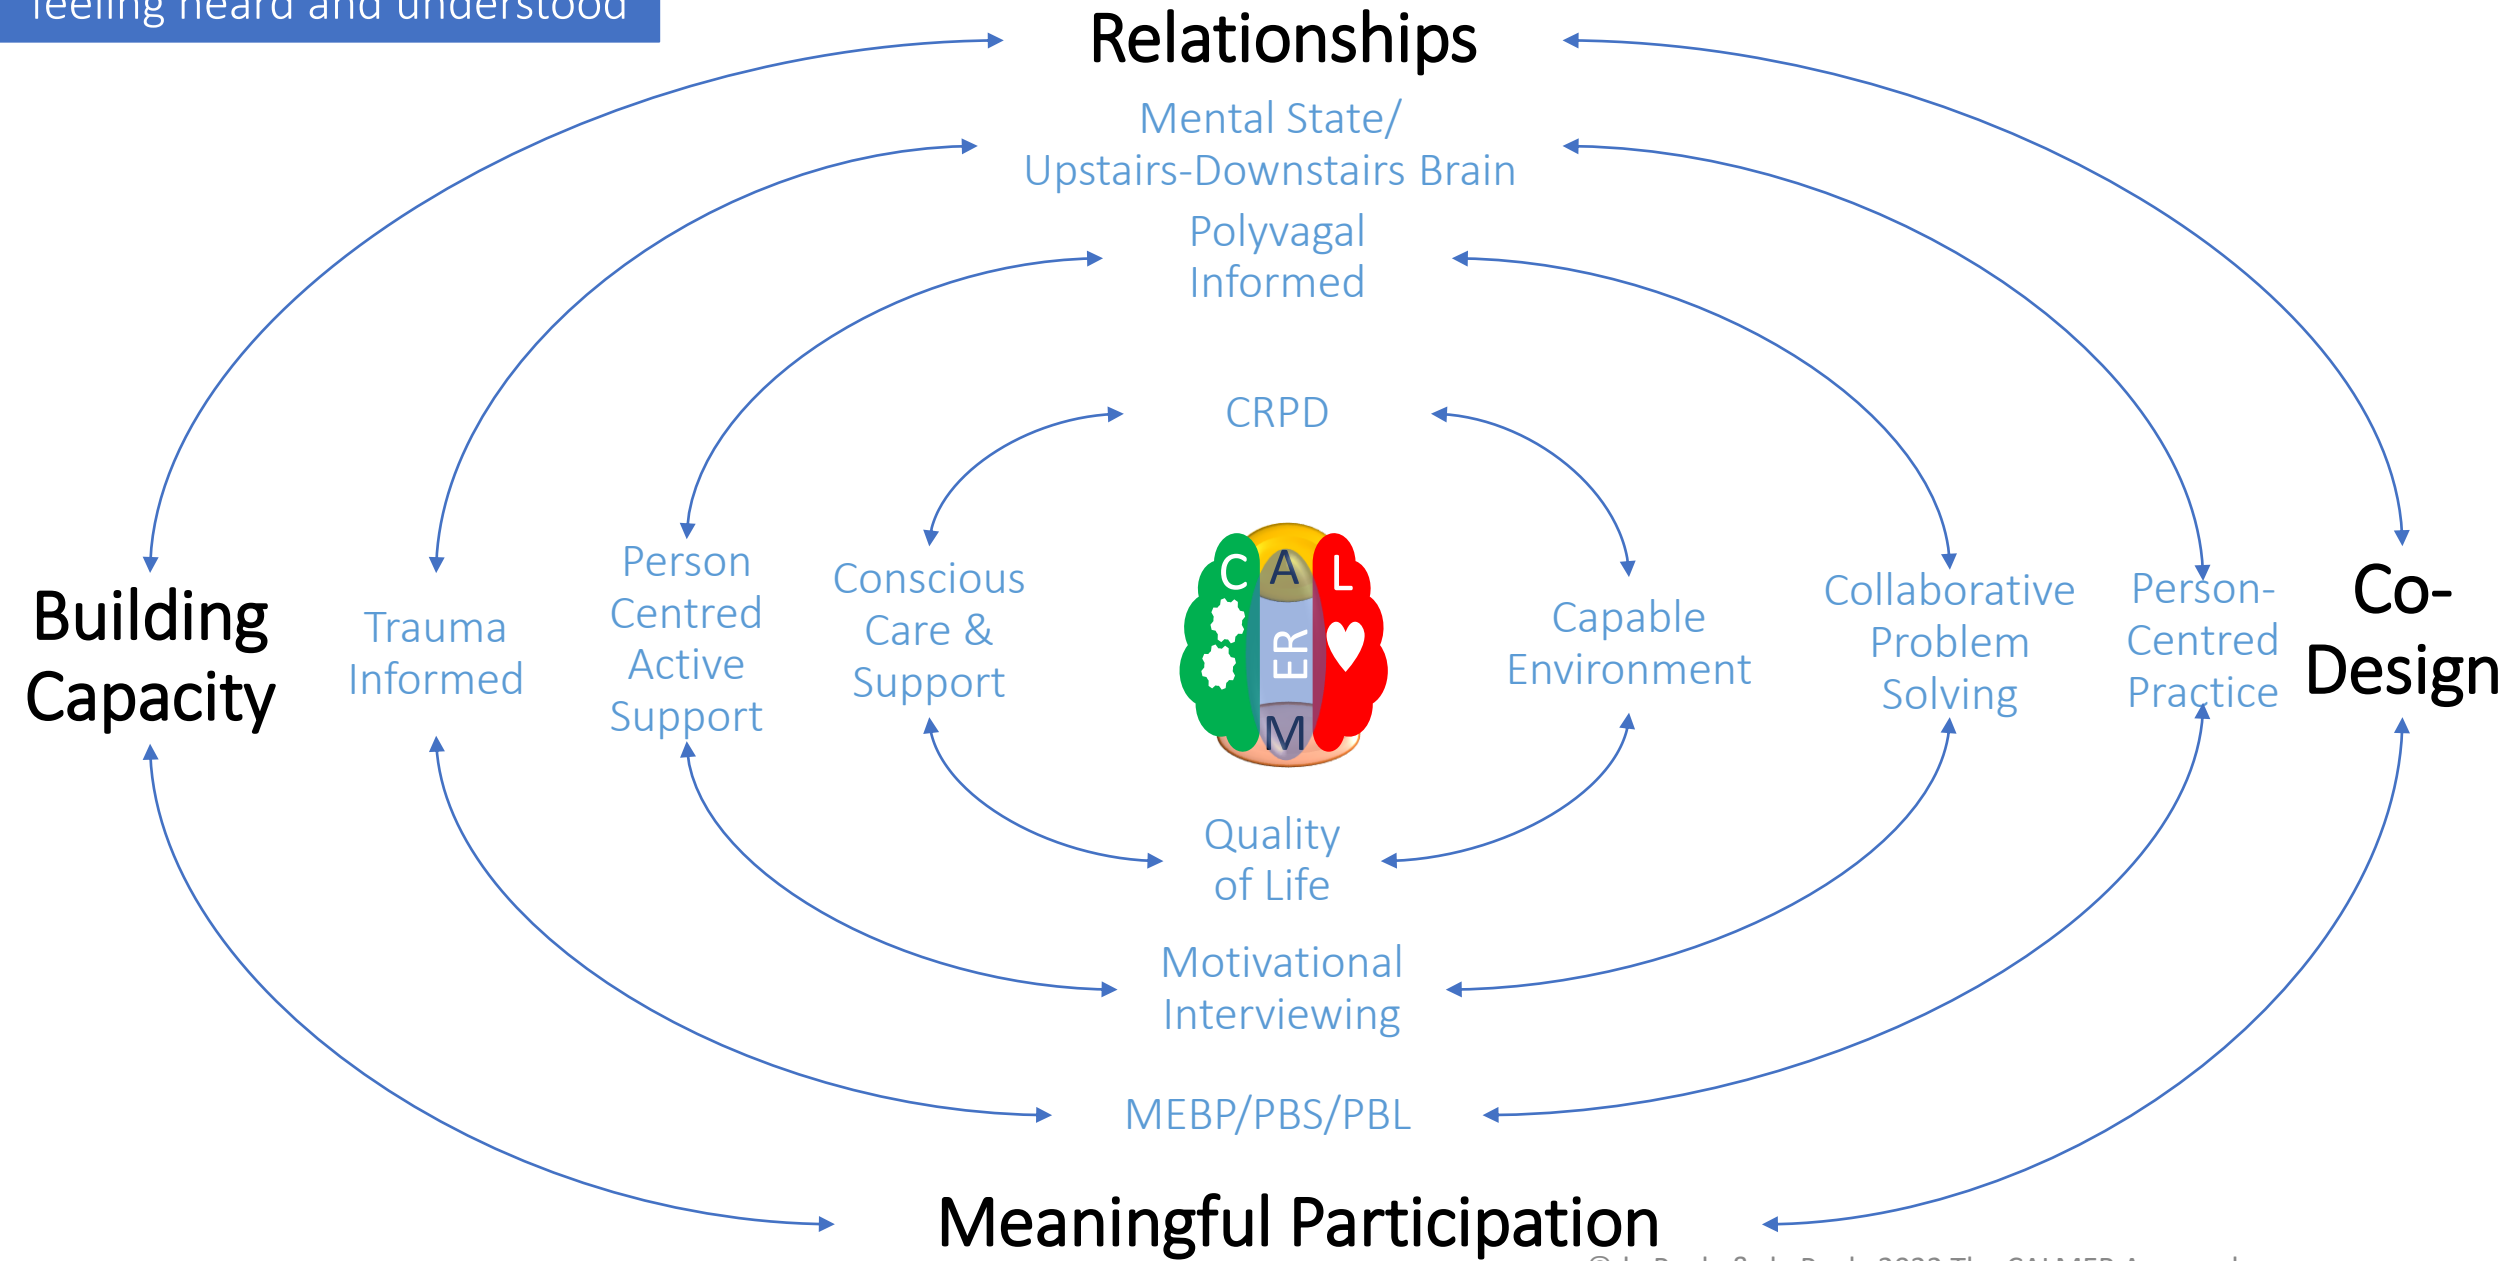 feeling heard and understood
Relationships
Mental State/
Upstairs-Downstairs Brain
Polyvagal
Informed
CRPD
Building
Capacity
Trauma
Informed
Person
Centred
Active
Support
Conscious
Care &
Support
C A L
ER
M
Capable
Environment
Collaborative
Problem
Solving
Person-
Centred
Practice
Co-
Design
Quality
of Life
Motivational
Interviewing
MEBP/PBS/PBL
Meaningful Participation